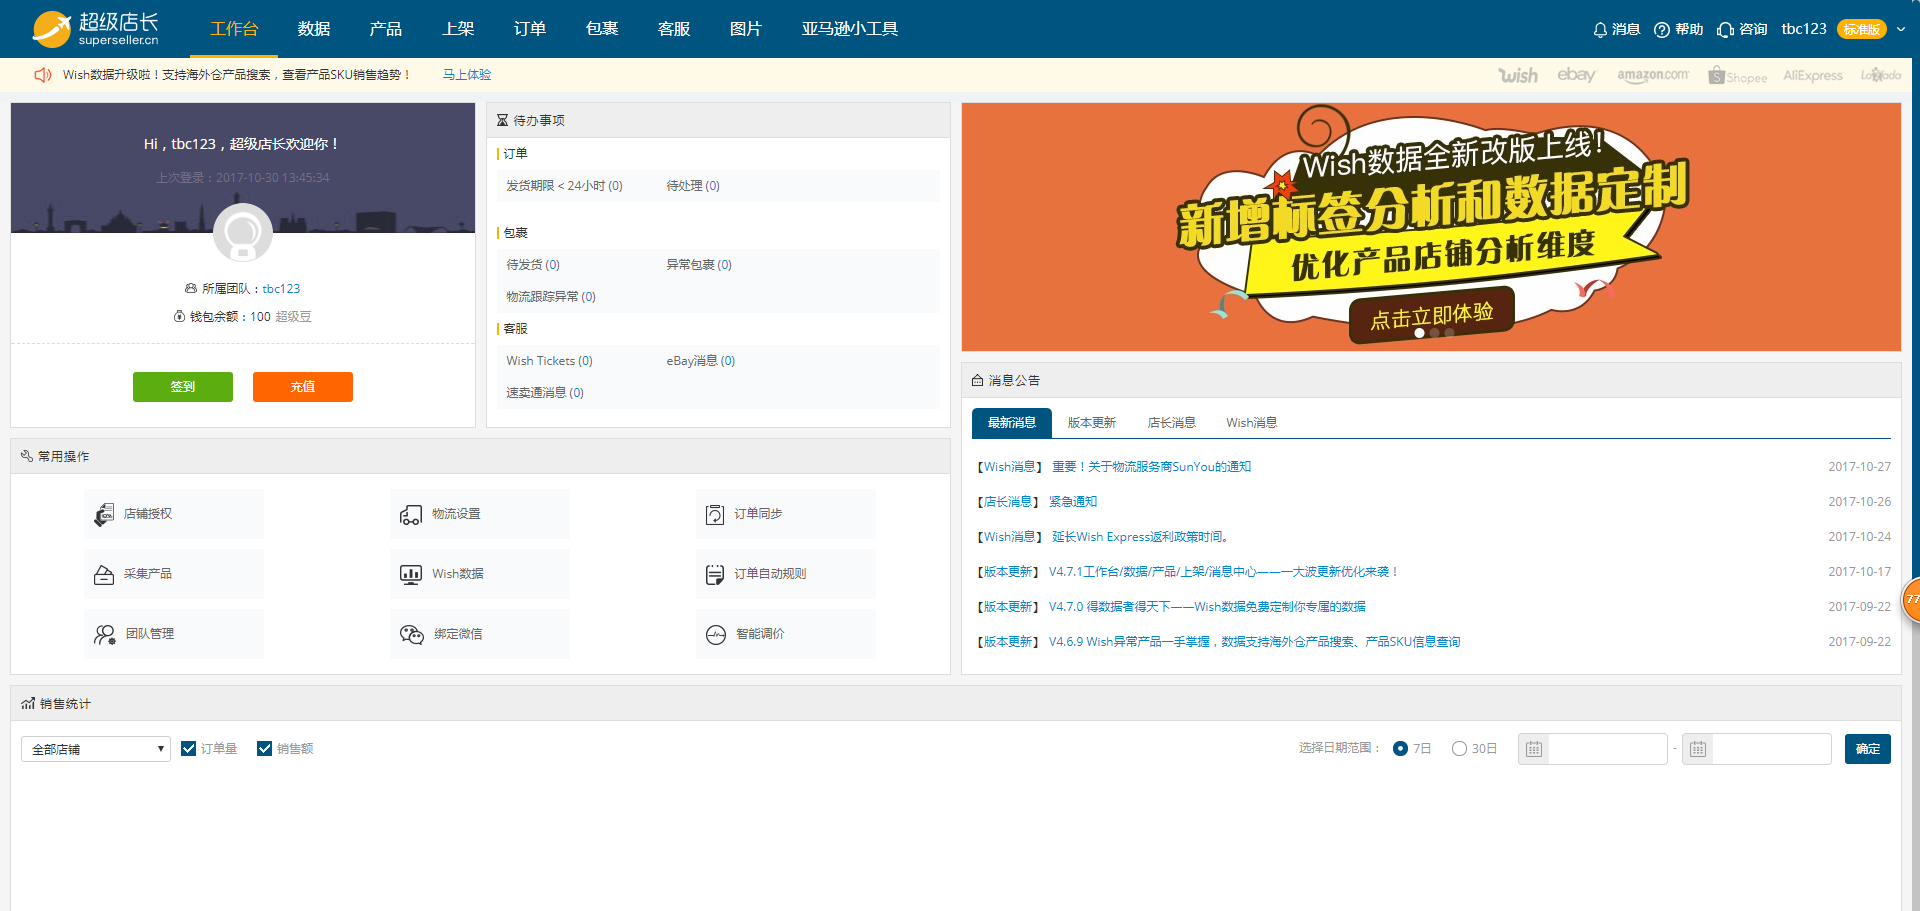 超级店长
superseller.cn
工作台 数据 产品 上架 订单 包裹 客服 图片 亚马逊小工具
消息 帮助 咨询 tbc123 标准版
Wish数据升级啦！支持海外仓产品搜索，查看产品SKU销售趋势！ 马上体验
wish ebay amazon.com Shopee AliExpress
Hi，tbc123，超级店长欢迎你！
上次登录：2017-10-30 13:45:34
所属团队：tbc123
钱包余额：100 超级豆
签到 充值
待办事项
订单
发货期限 < 24小时 (0) 待处理 (0)
包裹
待发货 (0) 异常包裹 (0)
物流跟踪异常 (0)
客服
Wish Tickets (0) eBay消息 (0)
速卖通消息 (0)
Wish数据全新改版上线！
新增标签分析和数据定制
优化产品店铺分析维度
点击立即体验
消息公告
最新消息 版本更新 店长消息 Wish消息
【Wish消息】 重要！关于物流服务商SunYou的通知 2017-10-27
【店长消息】 紧急通知 2017-10-26
【Wish消息】 延长Wish Express返利政策时间。 2017-10-24
【版本更新】 V4.7.1工作台/数据/产品/上架/消息中心——一大波更新优化来袭！ 2017-10-17
【版本更新】 V4.7.0 得数据者得天下——Wish数据免费定制你专属的数据 2017-09-22
【版本更新】 V4.6.9 Wish异常产品一手掌握，数据支持海外仓产品搜索、产品SKU信息查询 2017-09-22
77
常用操作
店铺授权 物流设置 订单同步
采集产品 Wish数据 订单自动规则
团队管理 绑定微信 智能调价
销售统计
全部店铺 订单量 销售额
选择日期范围： 7日 30日 - 确定